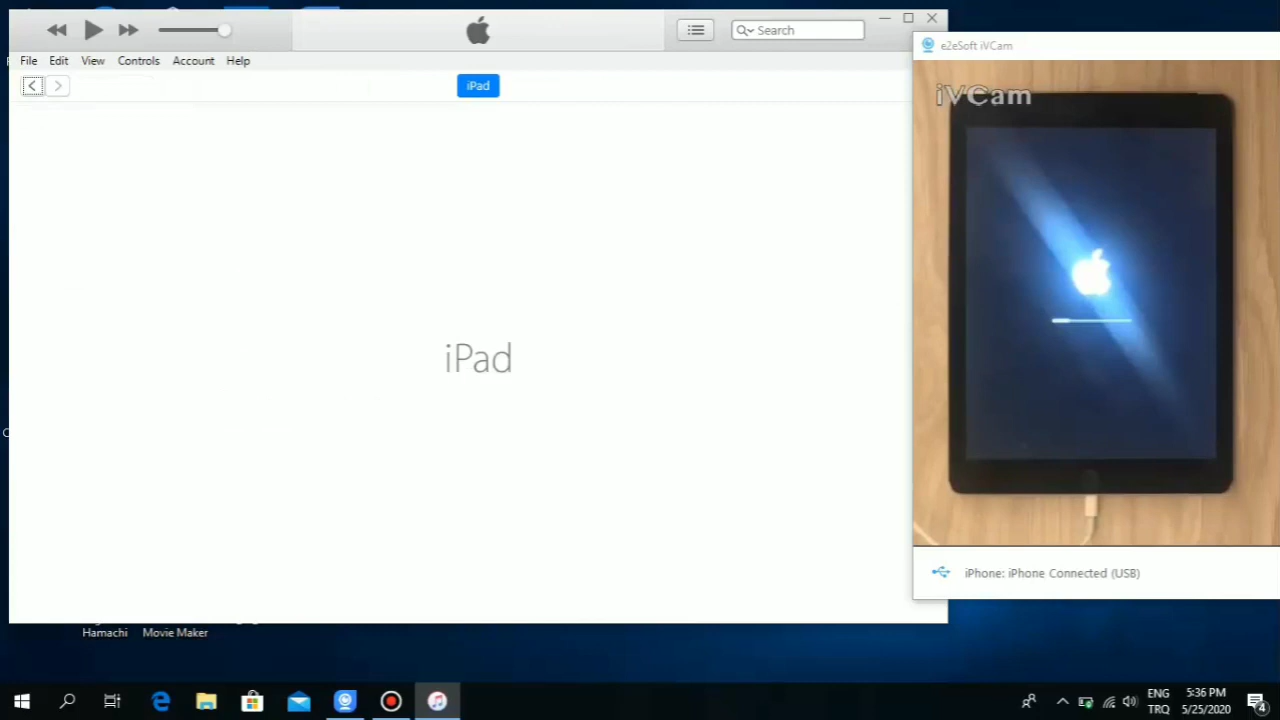 Search
File Edit View Controls Account Help
iPad
iPad
e2eSoft iVCam
iVCam
iPhone: iPhone Connected (USB)
Hamachi
Movie Maker
ENG
TRQ
5:36 PM
5/25/2020
4